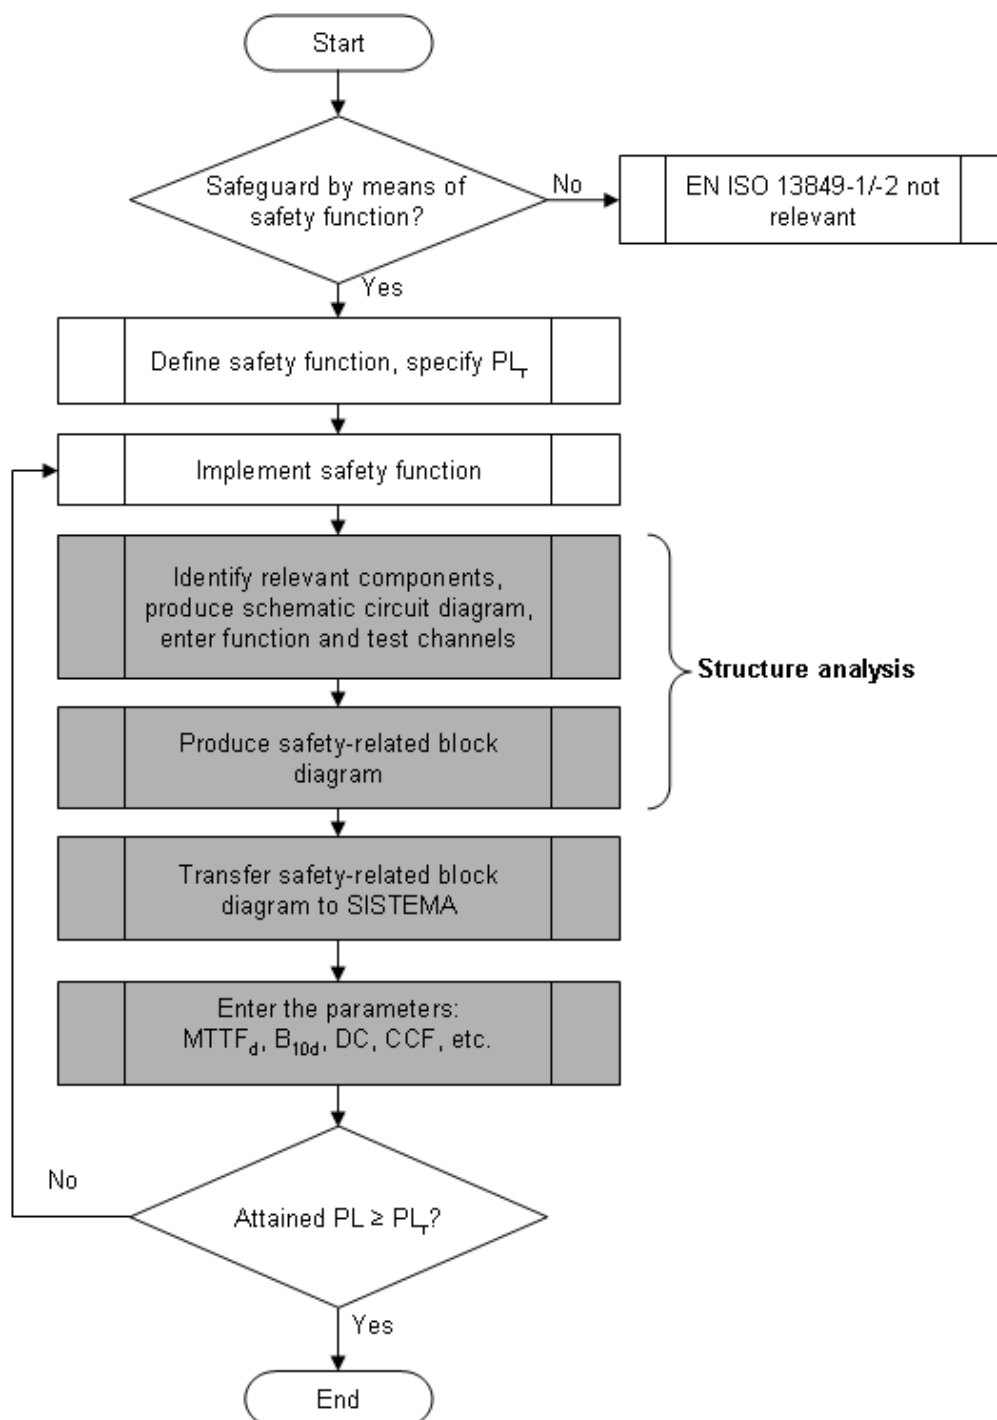 Start
Safeguard by means of
safety function?
No
EN ISO 13849-1/-2 not
relevant
Yes
Define safety function, specify PLr
Implement safety function
Identify relevant components,
produce schematic circuit diagram,
enter function and test channels
Structure analysis
Produce safety-related block
diagram
Transfer safety-related block
diagram to SISTEMA
Enter the parameters:
MTTFd, B10d, DC, CCF, etc.
No
Attained PL ≥ PLr?
Yes
End